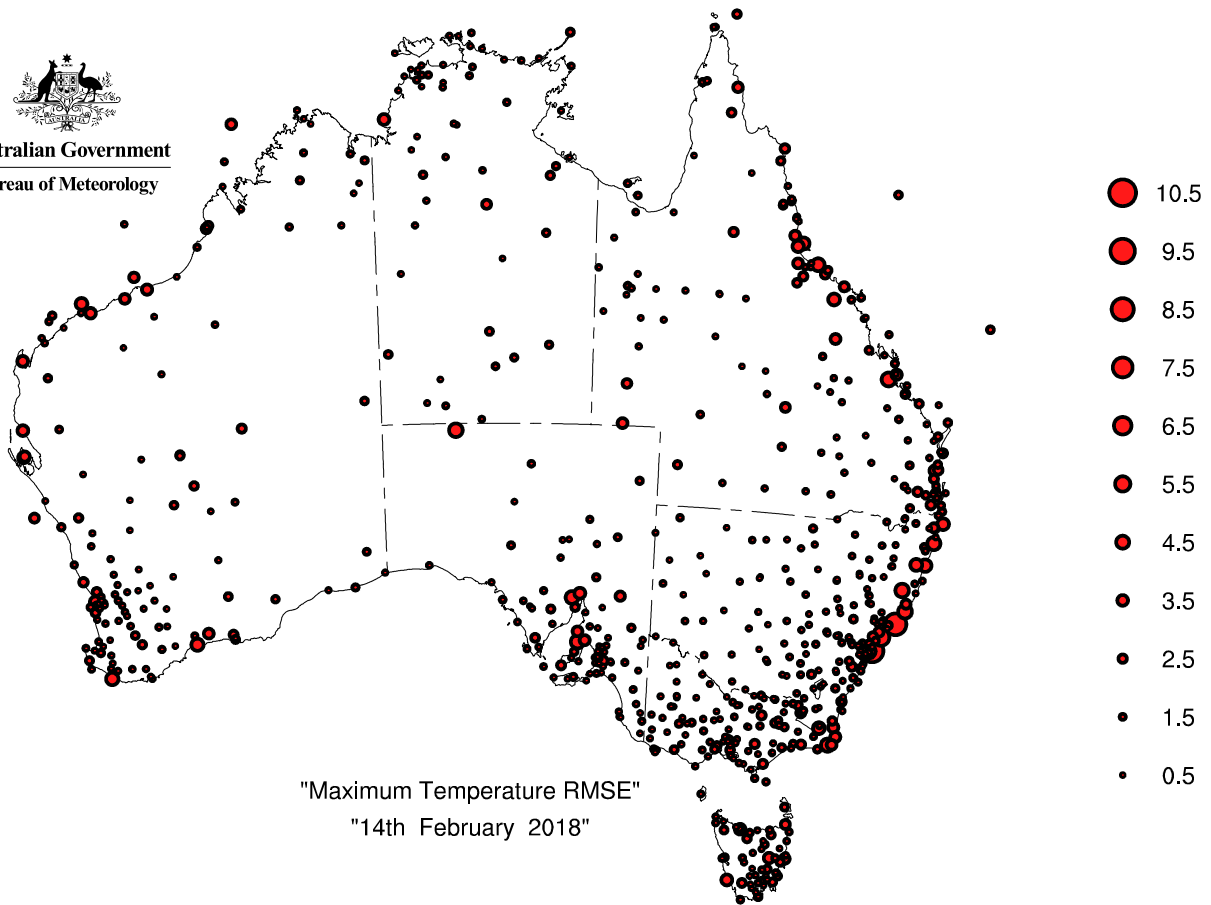 AUSTRALIA
tralian Government
reau of Meteorology
10.5
9.5
8.5
7.5
6.5
5.5
4.5
3.5
2.5
1.5
0.5
"Maximum Temperature RMSE"
"14th February 2018"